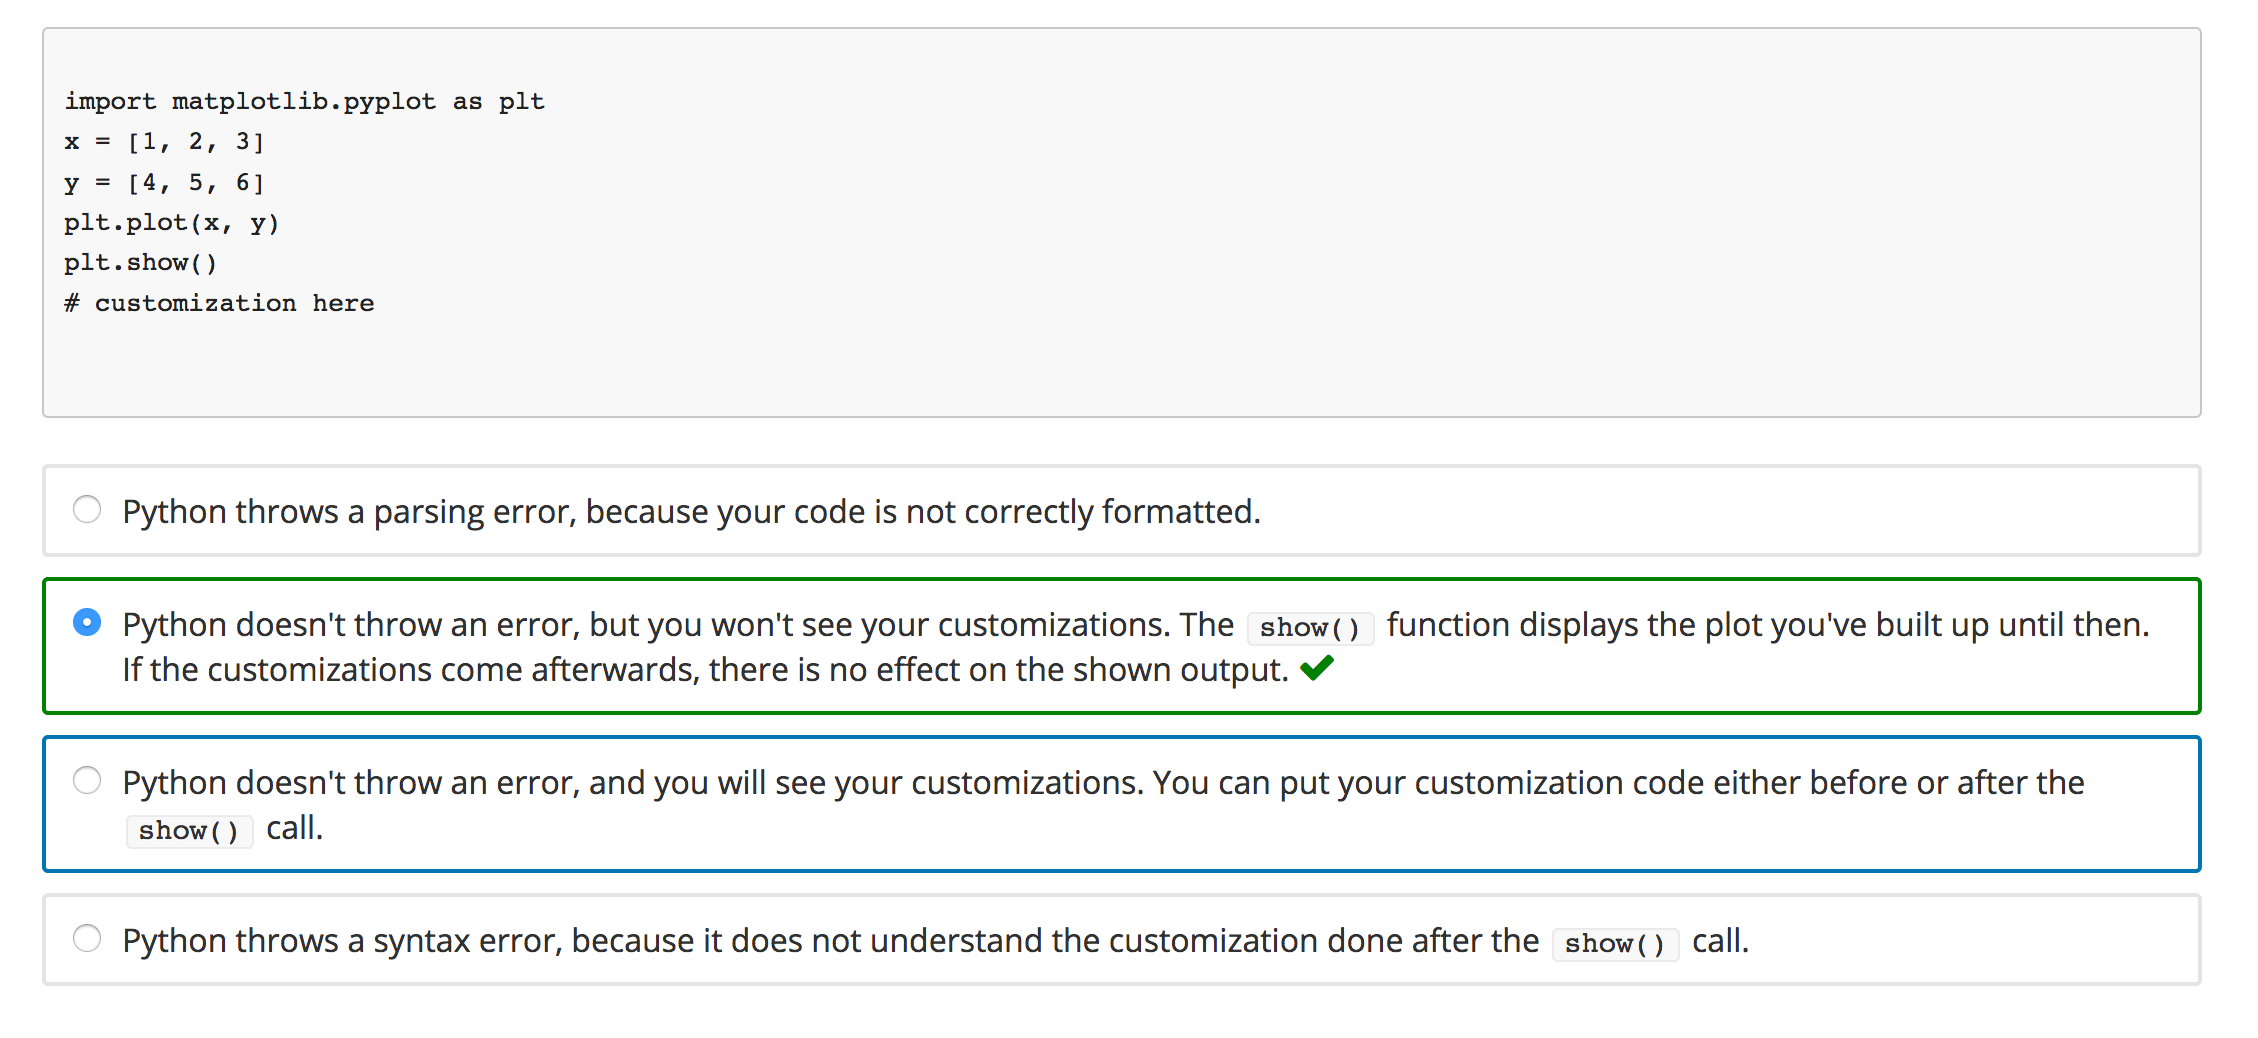 import matplotlib.pyplot as plt
x = [1, 2, 3]
y = [4, 5, 6]
plt.plot(x, y)
plt.show()
# customization here
Python throws a parsing error, because your code is not correctly formatted.
Python doesn't throw an error, but you won't see your customizations. The show() function displays the plot you've built up until then.
If the customizations come afterwards, there is no effect on the shown output.
Python doesn't throw an error, and you will see your customizations. You can put your customization code either before or after the
show() call.
Python throws a syntax error, because it does not understand the customization done after the show() call.